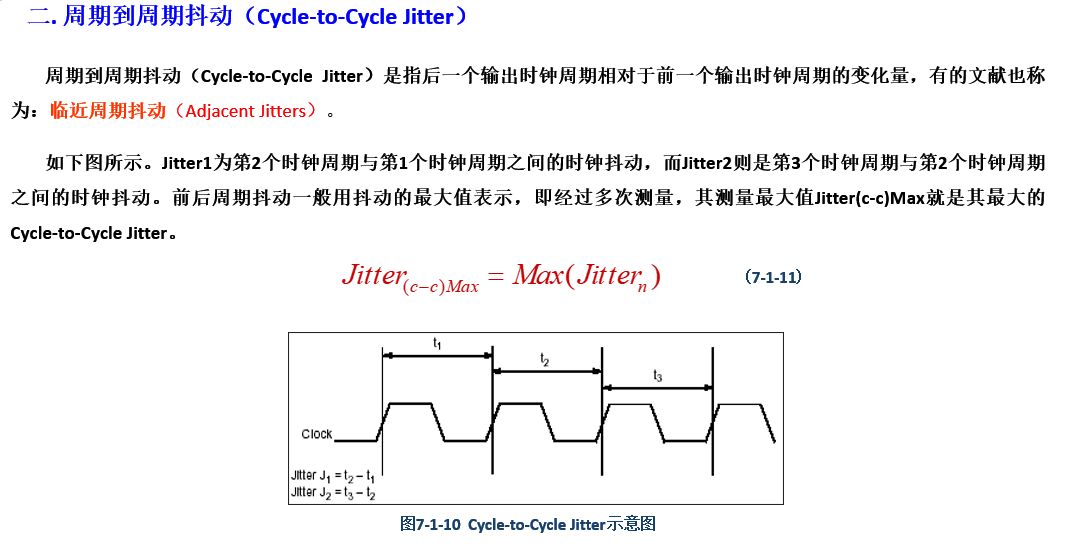 二. 周期到周期抖动（Cycle-to-Cycle Jitter）
周期到周期抖动（Cycle-to-Cycle Jitter）是指后一个输出时钟周期相对于前一个输出时钟周期的变化量，有的文献也称
为：临近周期抖动（Adjacent Jitters）。
如下图所示。Jitter1为第2个时钟周期与第1个时钟周期之间的时钟抖动，而Jitter2则是第3个时钟周期与第2个时钟周期
之间的时钟抖动。前后周期抖动一般用抖动的最大值表示，即经过多次测量，其测量最大值Jitter(c-c)Max就是其最大的
Cycle-to-Cycle Jitter。
Jitter(c−c)Max = Max(Jittern) （7-1-11）
t1
t2
t3
Clock
Jitter J1 = t2 – t1
Jitter J2 = t3 – t2
图7-1-10 Cycle-to-Cycle Jitter示意图